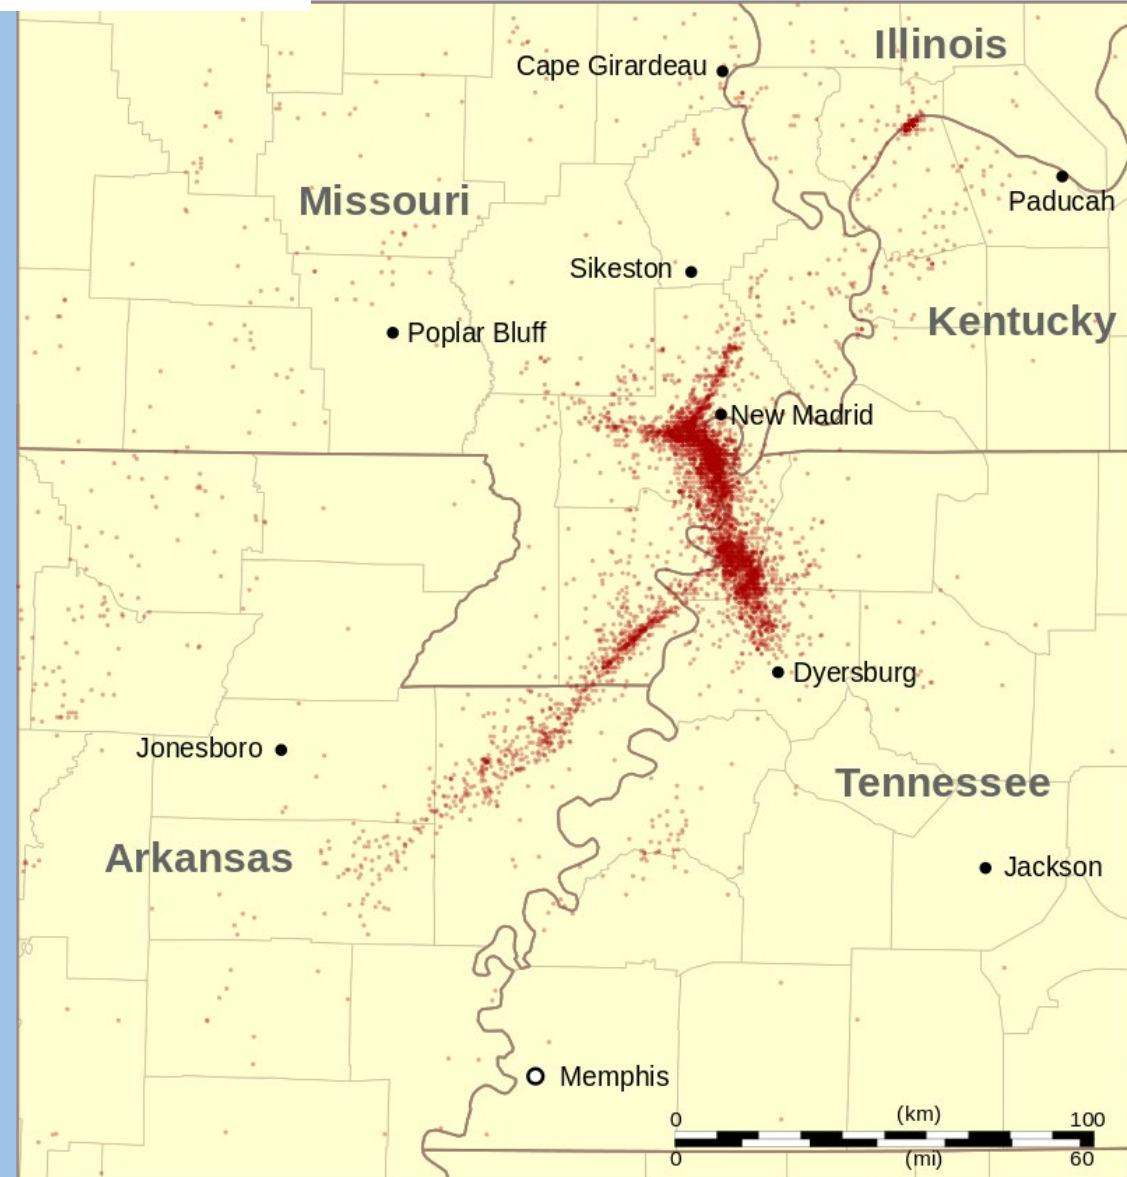 Illinois
Cape Girardeau
Paducah
Missouri
Sikeston
Kentucky
Poplar Bluff
New Madrid
Dyersburg
Jonesboro
Tennessee
Arkansas
Jackson
Memphis
0 (km) 100
0 (mi) 60